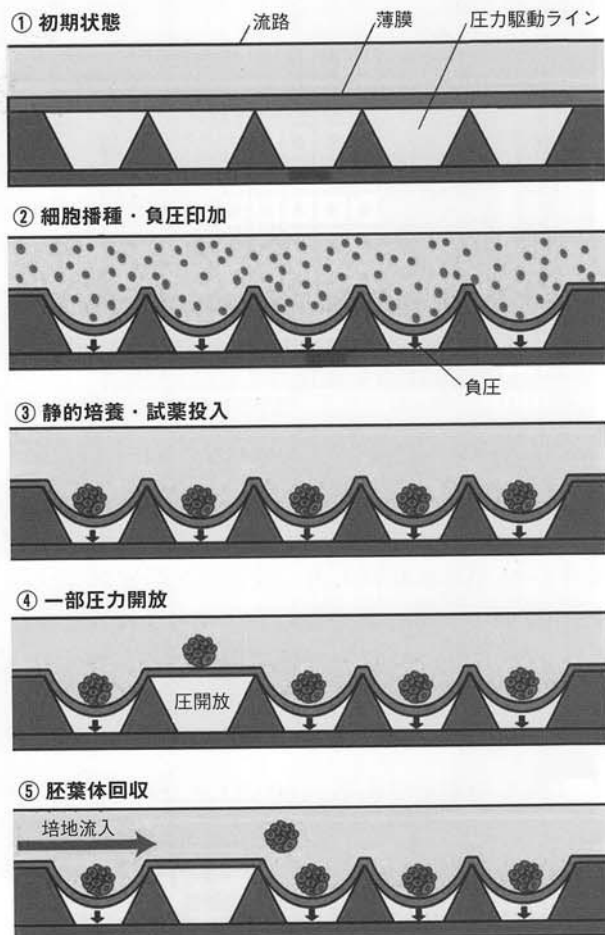 ① 初期状態
流路
薄膜
圧力駆動ライン
② 細胞播種・負圧印加
負圧
③ 静的培養・試薬投入
④ 一部圧力開放
圧開放
⑤ 胚葉体回収
培地流入